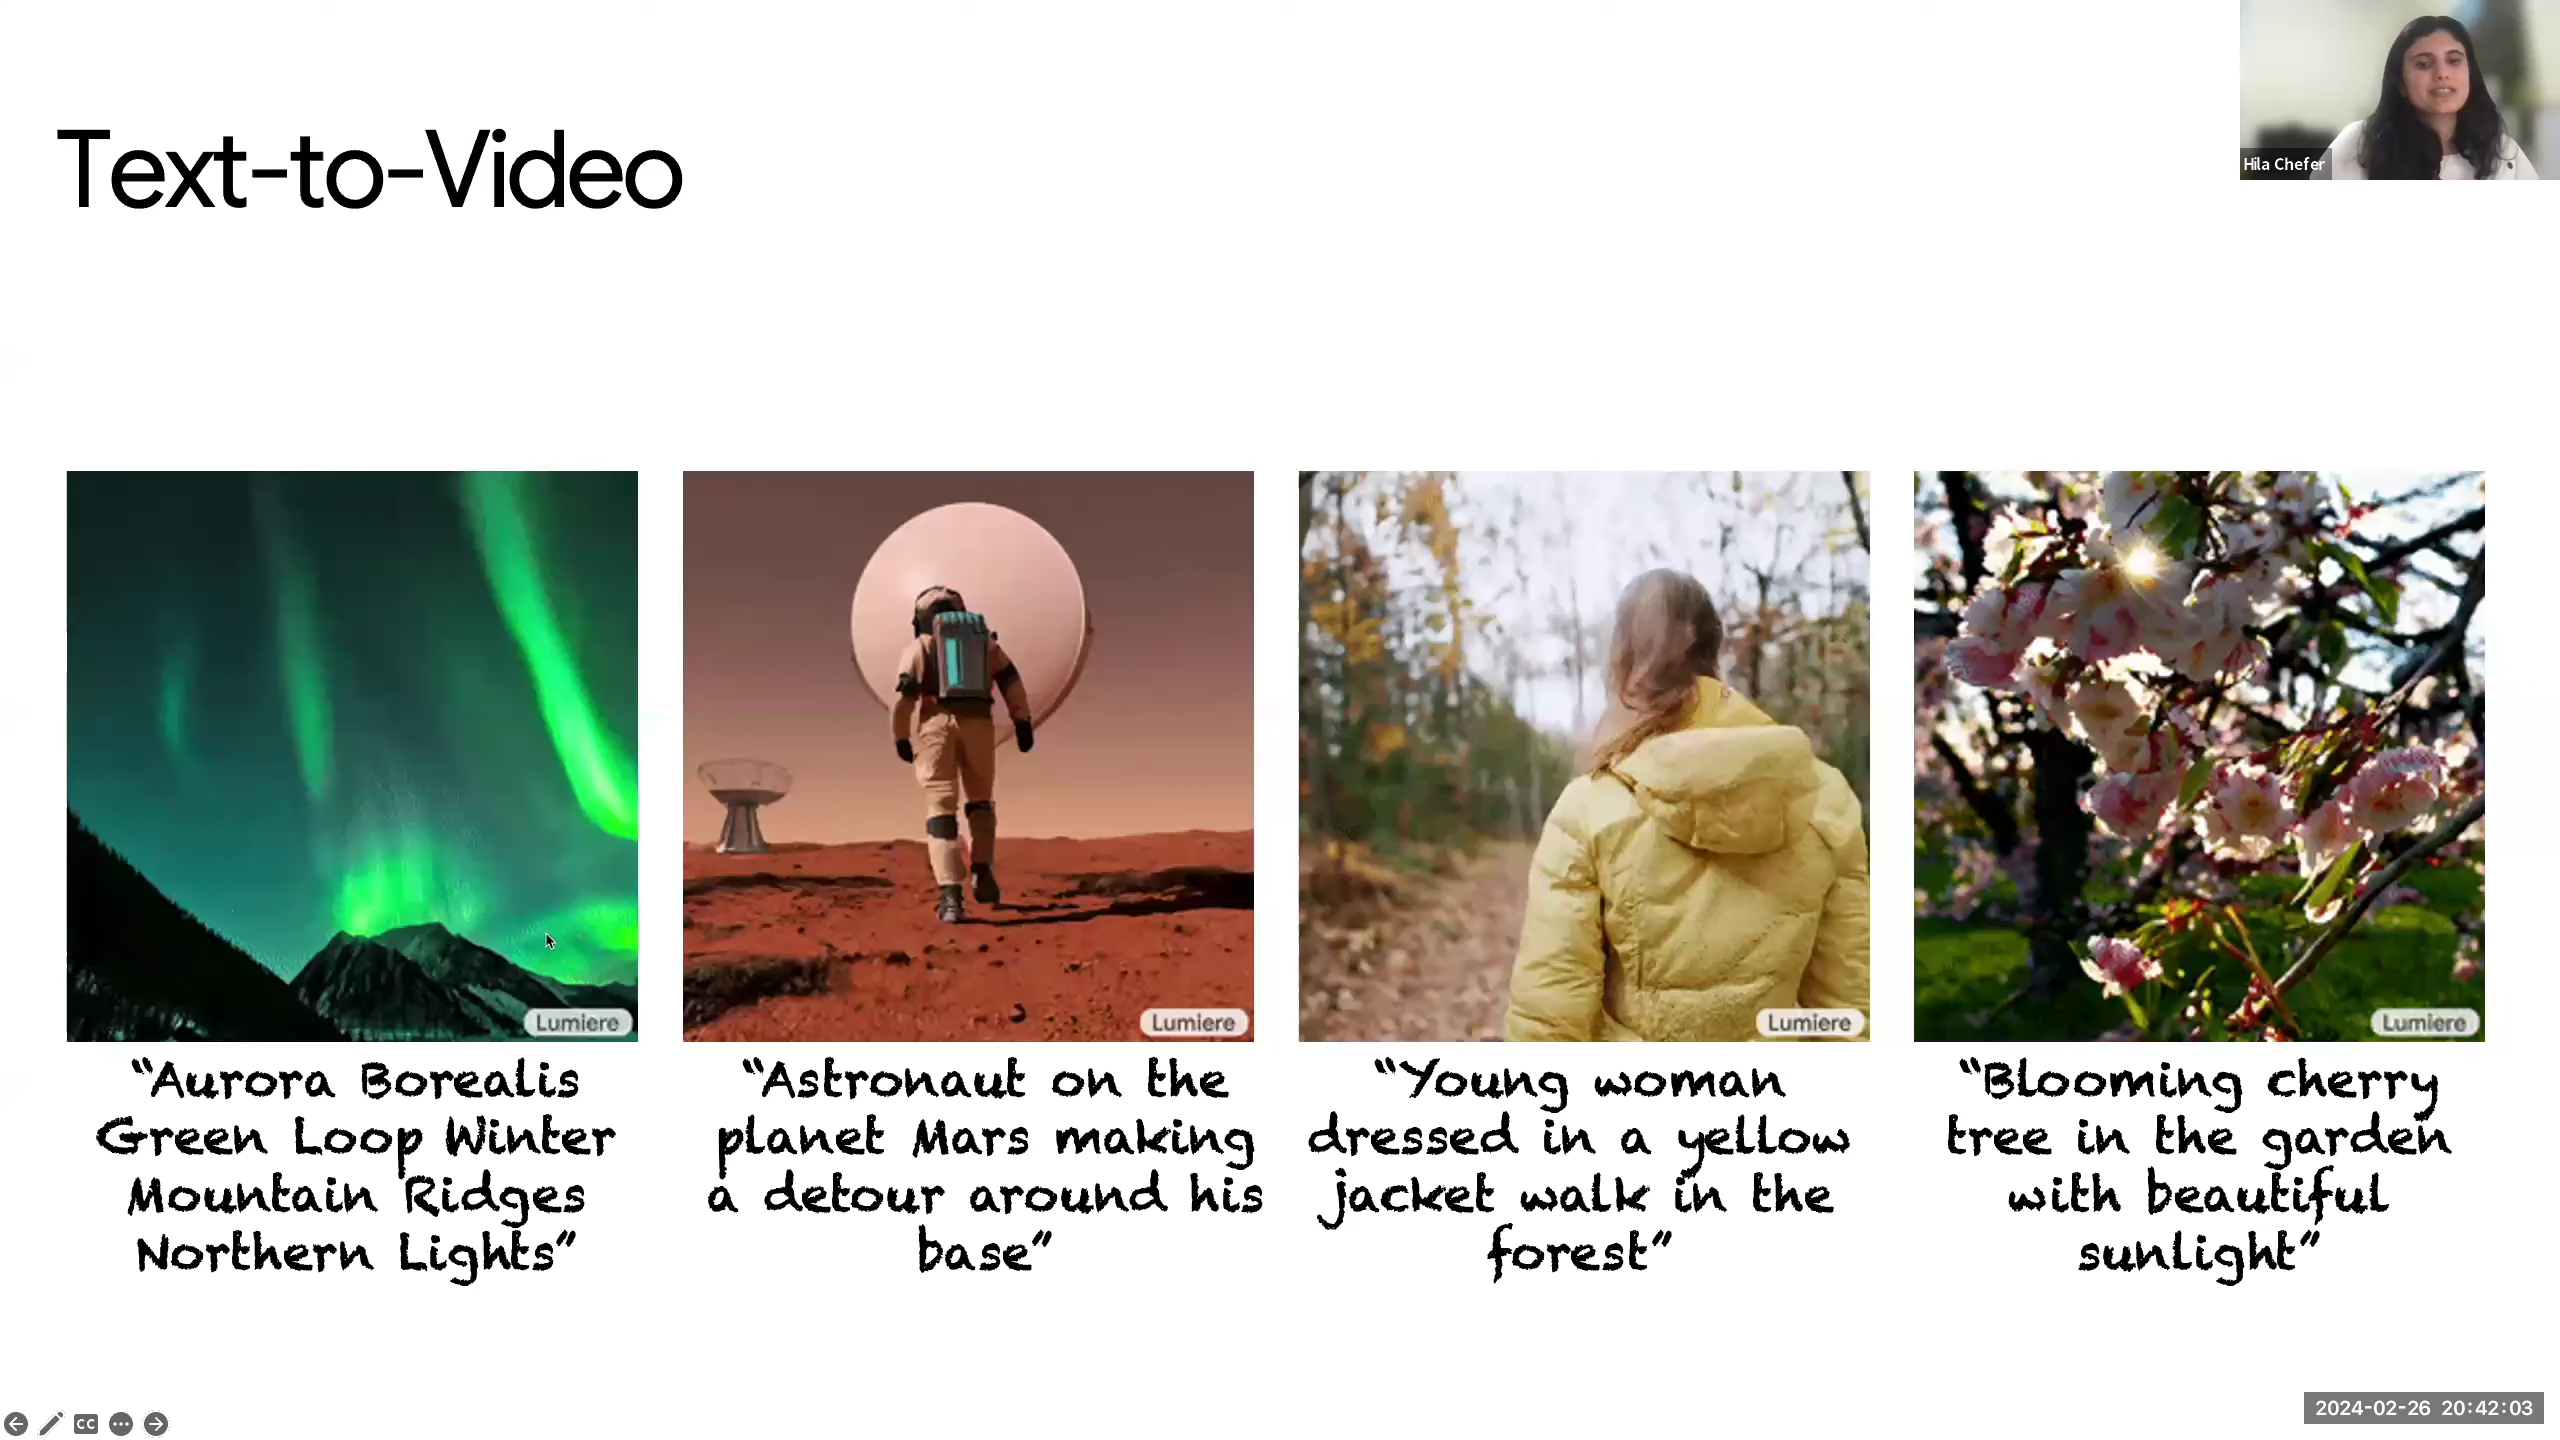 Text-to-Video
Hila Chefer
Lumiere
Lumiere
Lumiere
Lumiere
“Aurora Borealis
Green Loop Winter
Mountain Ridges
Northern Lights”
“Astronaut on the
planet Mars making
a detour around his
base”
“Young woman
dressed in a yellow
jacket walk in the
forest”
“Blooming cherry
tree in the garden
with beautiful
sunlight”
CC
2024-02-26 20:42:03